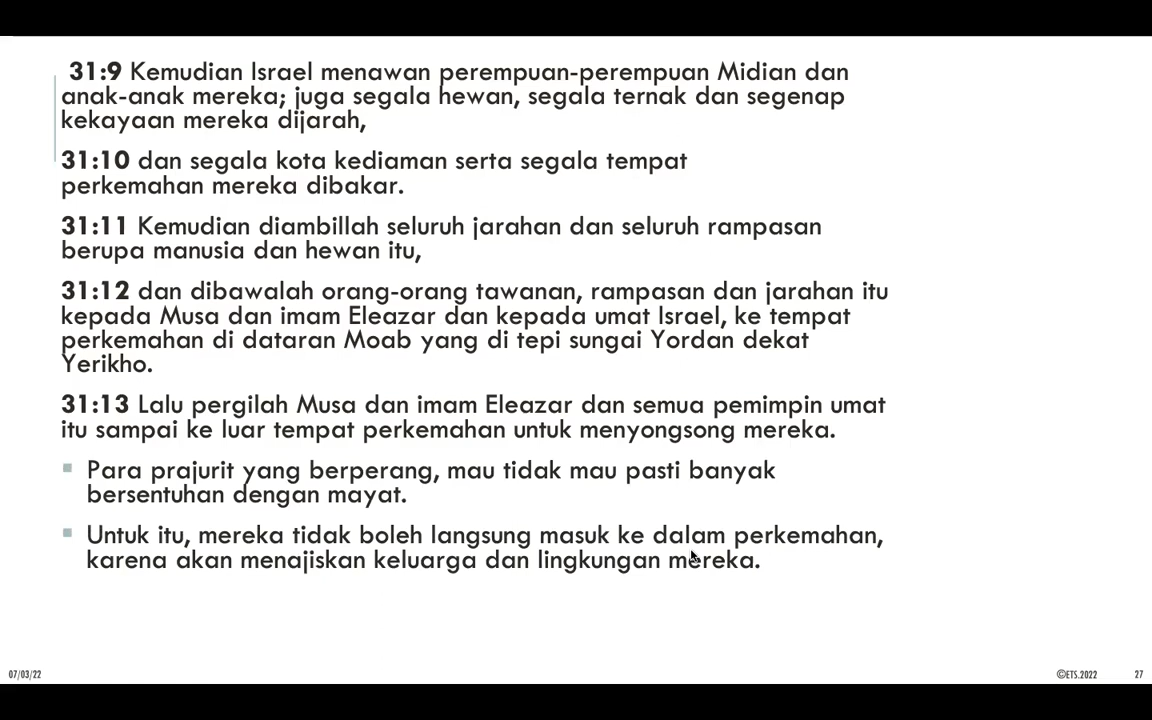 31:9 Kemudian Israel menawan perempuan-perempuan Midian dan
anak-anak mereka; juga segala hewan, segala ternak dan segenap
kekayaan mereka dijarah,
31:10 dan segala kota kediaman serta segala tempat
perkemahan mereka dibakar.
31:11 Kemudian diambillah seluruh jarahan dan seluruh rampasan
berupa manusia dan hewan itu,
31:12 dan dibawalah orang-orang tawanan, rampasan dan jarahan itu
kepada Musa dan imam Eleazar dan kepada umat Israel, ke tempat
perkemahan di dataran Moab yang di tepi sungai Yordan dekat
Yerikho.
31:13 Lalu pergilah Musa dan imam Eleazar dan semua pemimpin umat
itu sampai ke luar tempat perkemahan untuk menyongsong mereka.
▪ Para prajurit yang berperang, mau tidak mau pasti banyak
bersentuhan dengan mayat.
▪ Untuk itu, mereka tidak boleh langsung masuk ke dalam perkemahan,
karena akan menajiskan keluarga dan lingkungan mereka.
07/03/22
©ETS.2022
27